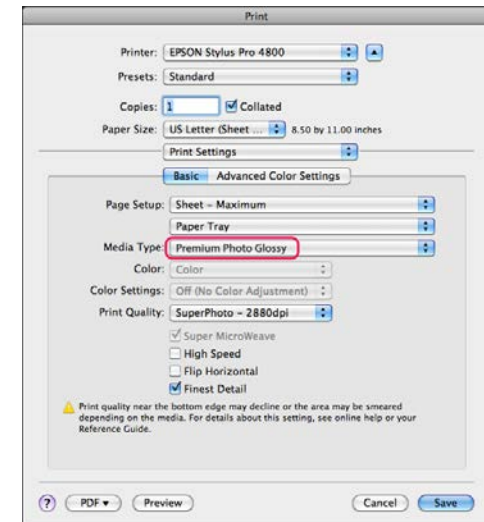 Print
Printer: EPSON Stylus Pro 4800
Presets: Standard
Copies: 1 Collated
Paper Size: US Letter (Sheet ... 8.50 by 11.00 inches
Print Settings
Basic Advanced Color Settings
Page Setup: Sheet - Maximum
Paper Tray
Media Type: Premium Photo Glossy
Color: Color
Color Settings: Off (No Color Adjustment)
Print Quality: SuperPhoto - 2880dpi
Super MicroWeave
High Speed
Flip Horizontal
Finest Detail
Print quality near the bottom edge may decline or the area may be smeared
depending on the media. For details about this setting, see online help or your
Reference Guide.
? PDF Preview Cancel Save